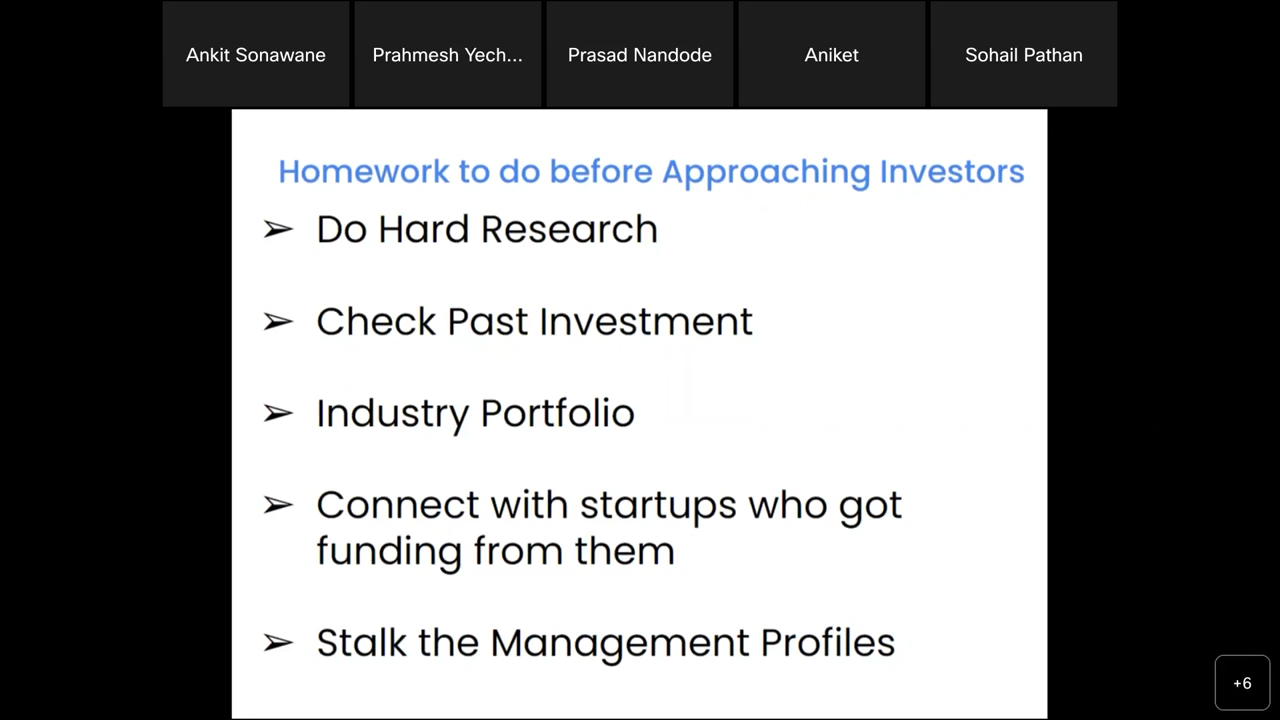 Ankit Sonawane
Prahmesh Yech...
Prasad Nandode
Aniket
Sohail Pathan
Homework to do before Approaching Investors
➢ Do Hard Research
➢ Check Past Investment
➢ Industry Portfolio
➢ Connect with startups who got
funding from them
➢ Stalk the Management Profiles
+6